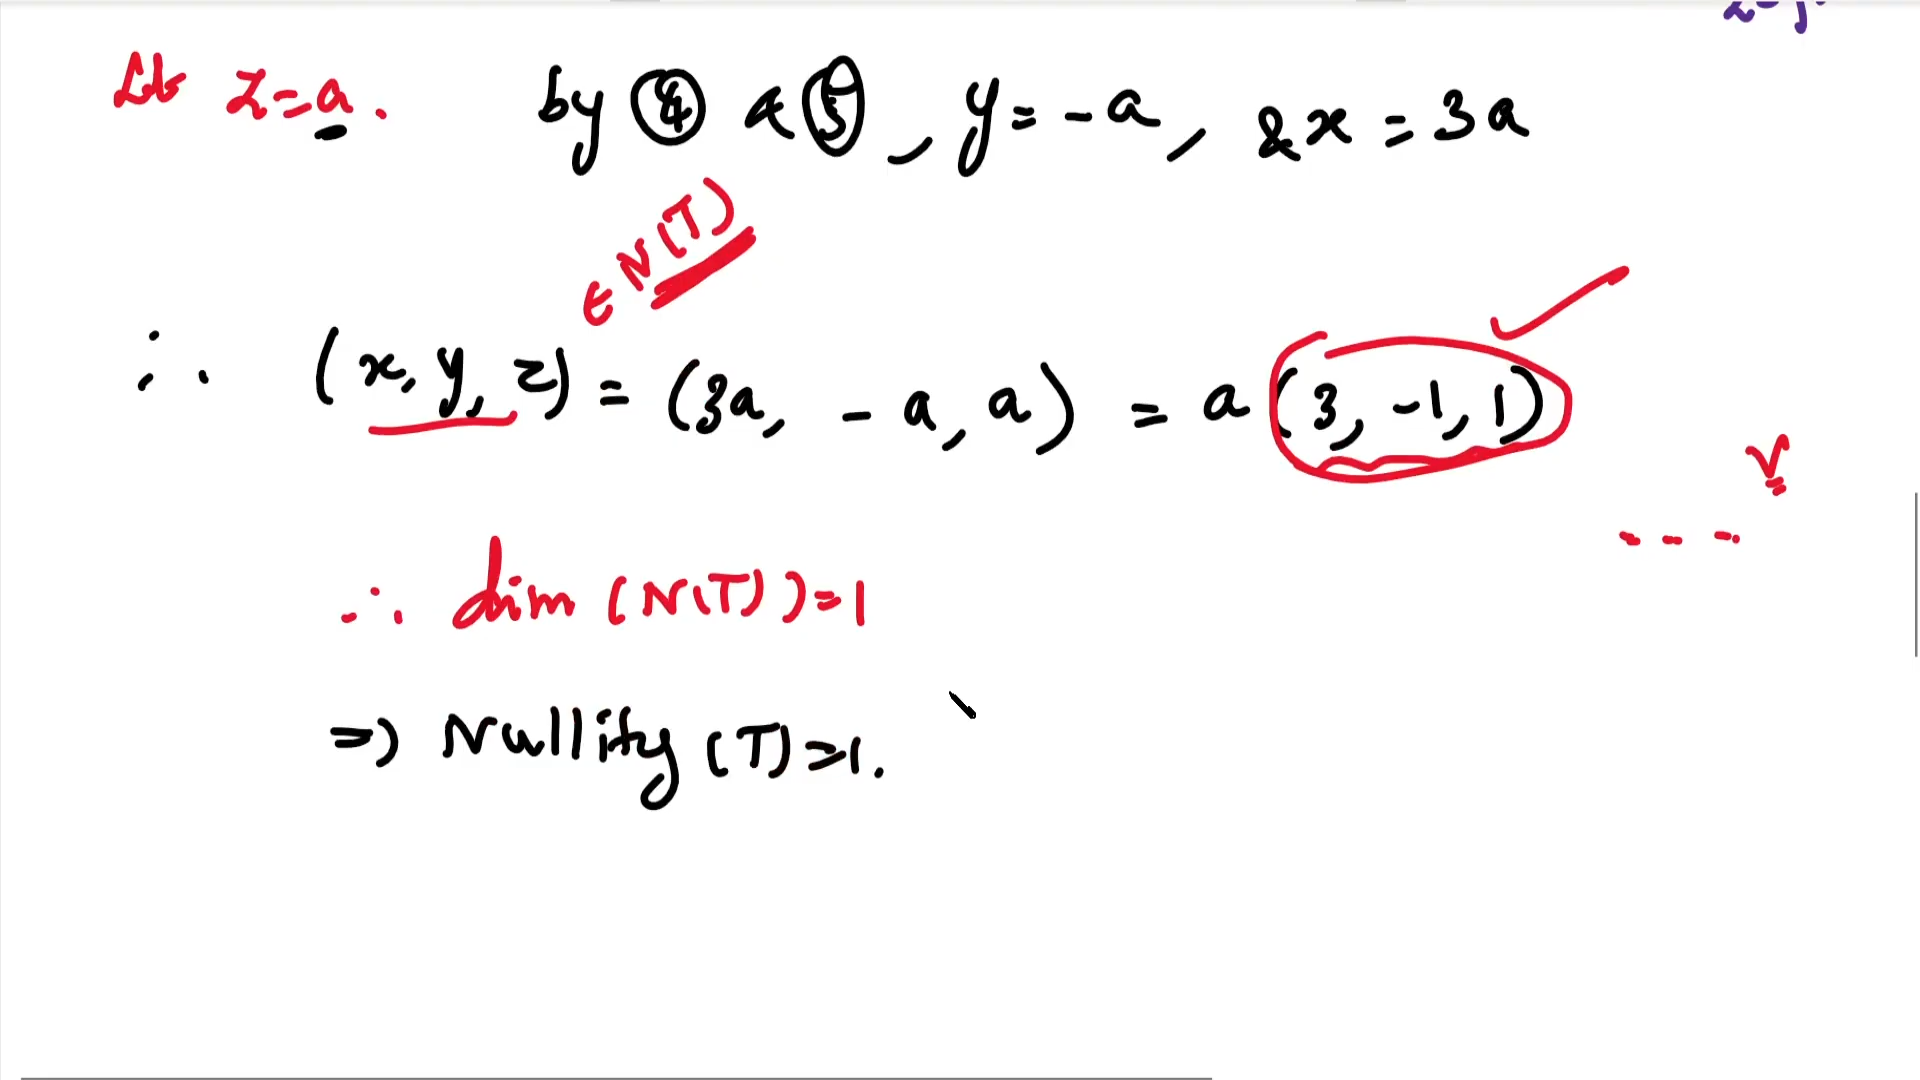 Let z=a. by ④ & ⑤, y=-a, & x=3a
∈ N(T)
∴ (x, y, z) = (3a, -a, a) = a(3, -1, 1)
∴ dim (N(T))=1
=> Nullity (T)=1.